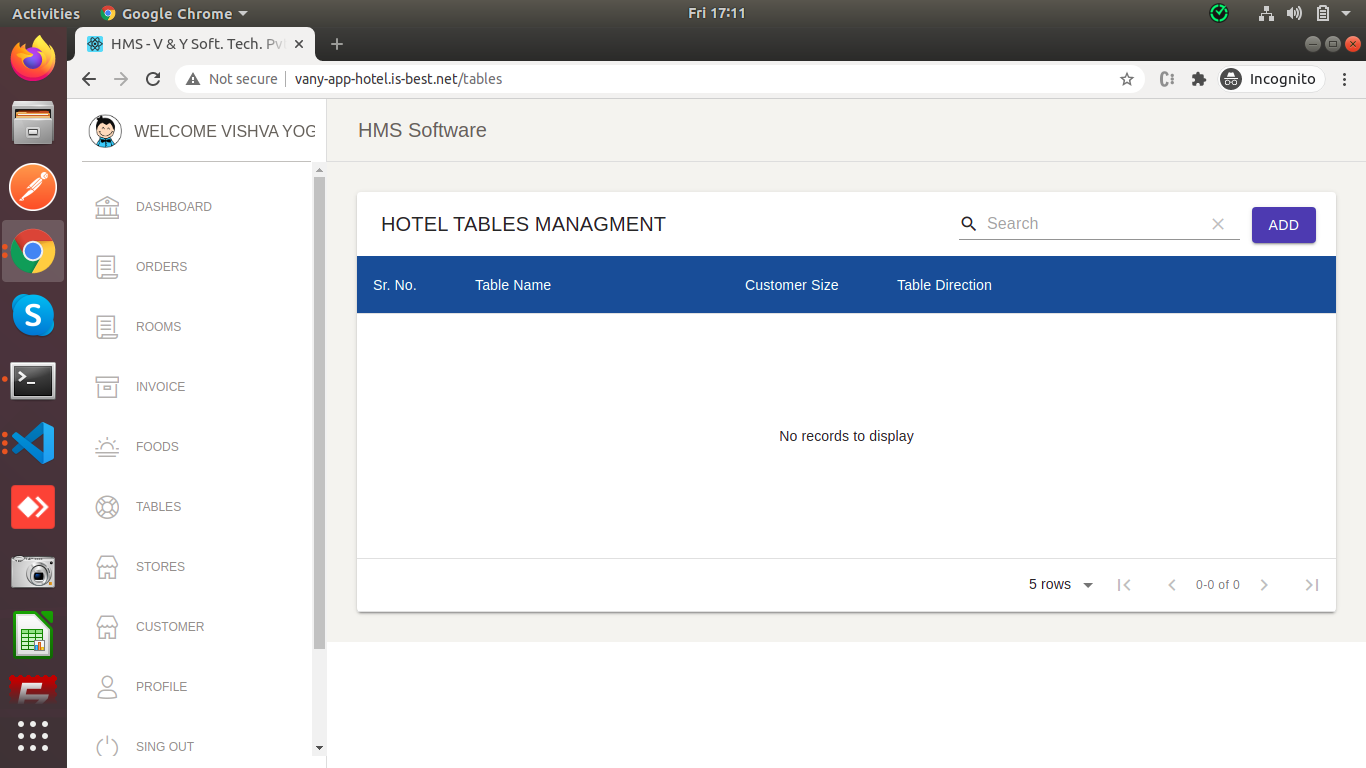 Activities Google Chrome Fri 17:11
HMS - V & Y Soft. Tech. Pv
Not secure vany-app-hotel.is-best.net/tables Incognito
WELCOME VISHVA YOG
HMS Software
DASHBOARD
ORDERS
ROOMS
INVOICE
FOODS
TABLES
STORES
CUSTOMER
PROFILE
SING OUT
HOTEL TABLES MANAGMENT Search ADD
Sr. No. Table Name Customer Size Table Direction
No records to display
5 rows 0-0 of 0